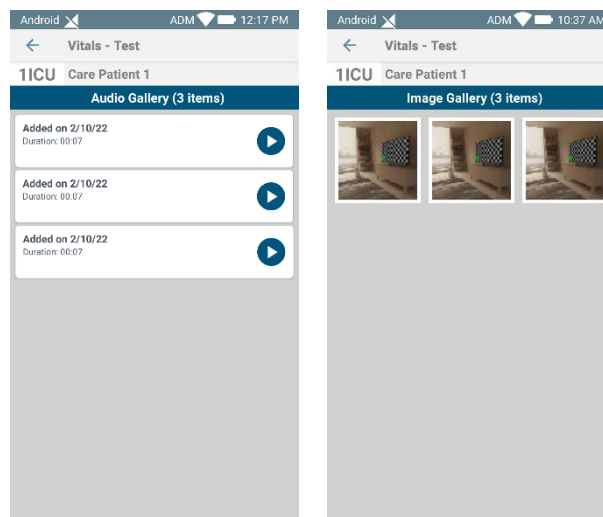 Android ADM 12:17 PM
Vitals - Test
1ICU Care Patient 1
Audio Gallery (3 items)
Added on 2/10/22
Duration: 00:07
Added on 2/10/22
Duration: 00:07
Added on 2/10/22
Duration: 00:07
Android ADM 10:37 AM
Vitals - Test
1ICU Care Patient 1
Image Gallery (3 items)